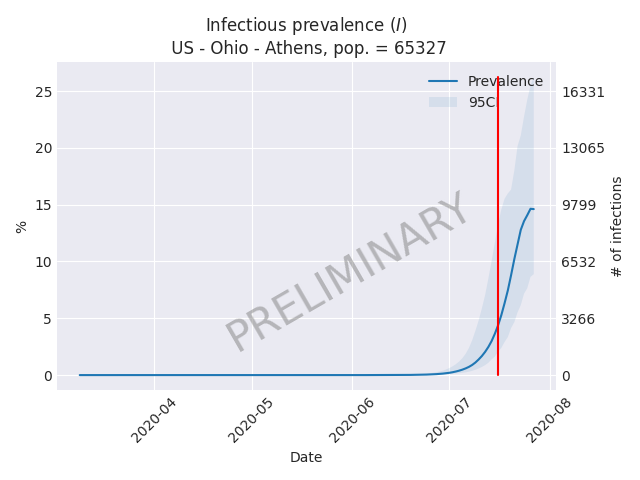 Infectious prevalence (I)
US - Ohio - Athens, pop. = 65327
Prevalence
95CI
25
20
15
10
5
0
%
16331
13065
9799
6532
3266
0
# of infections
PRELIMINARY
2020-04
2020-05
2020-06
2020-07
2020-08
Date